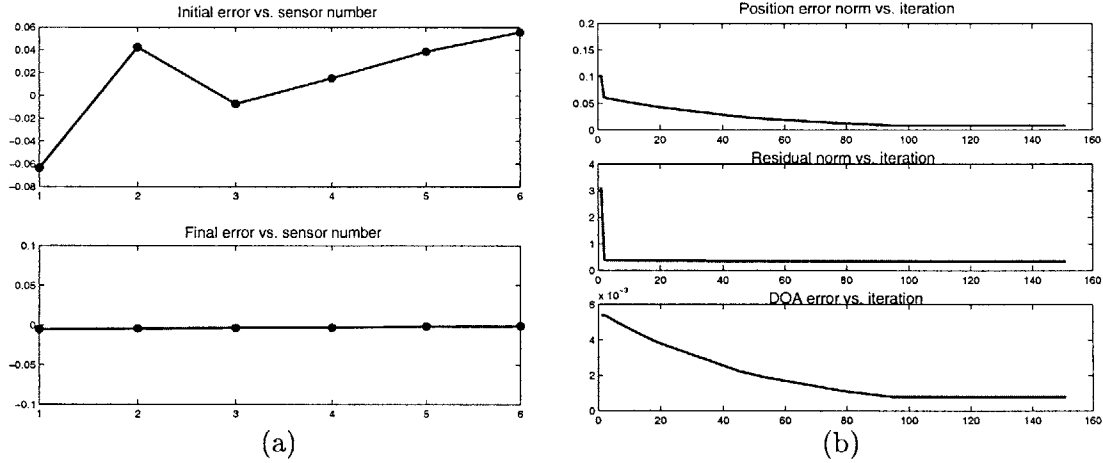 Initial error vs. sensor number
0.06
0.04
0.02
0
−0.02
−0.04
−0.06
−0.08
1 2 3 4 5 6
Final error vs. sensor number
0.1
0.05
0
−0.05
−0.1
1 2 3 4 5 6
(a)
Position error norm vs. iteration
0.2
0.15
0.1
0.05
0
0 20 40 60 80 100 120 140 160
Residual norm vs. iteration
4
3
2
1
0
0 20 40 60 80 100 120 140 160
x 10⁻³
DOA error vs. iteration
6
4
2
0
0 20 40 60 80 100 120 140 160
(b)